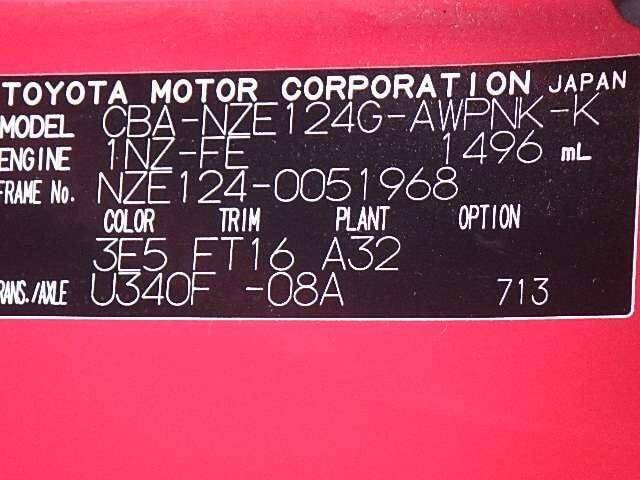 TOYOTA MOTOR CORPORATION JAPAN
MODEL CBA-NZE124G-AWPNK-K
ENGINE 1NZ-FE 1496 mL
FRAME No. NZE124-0051968
COLOR TRIM PLANT OPTION
3E5 FT16 A32
RANS./AXLE U340F -08A 713